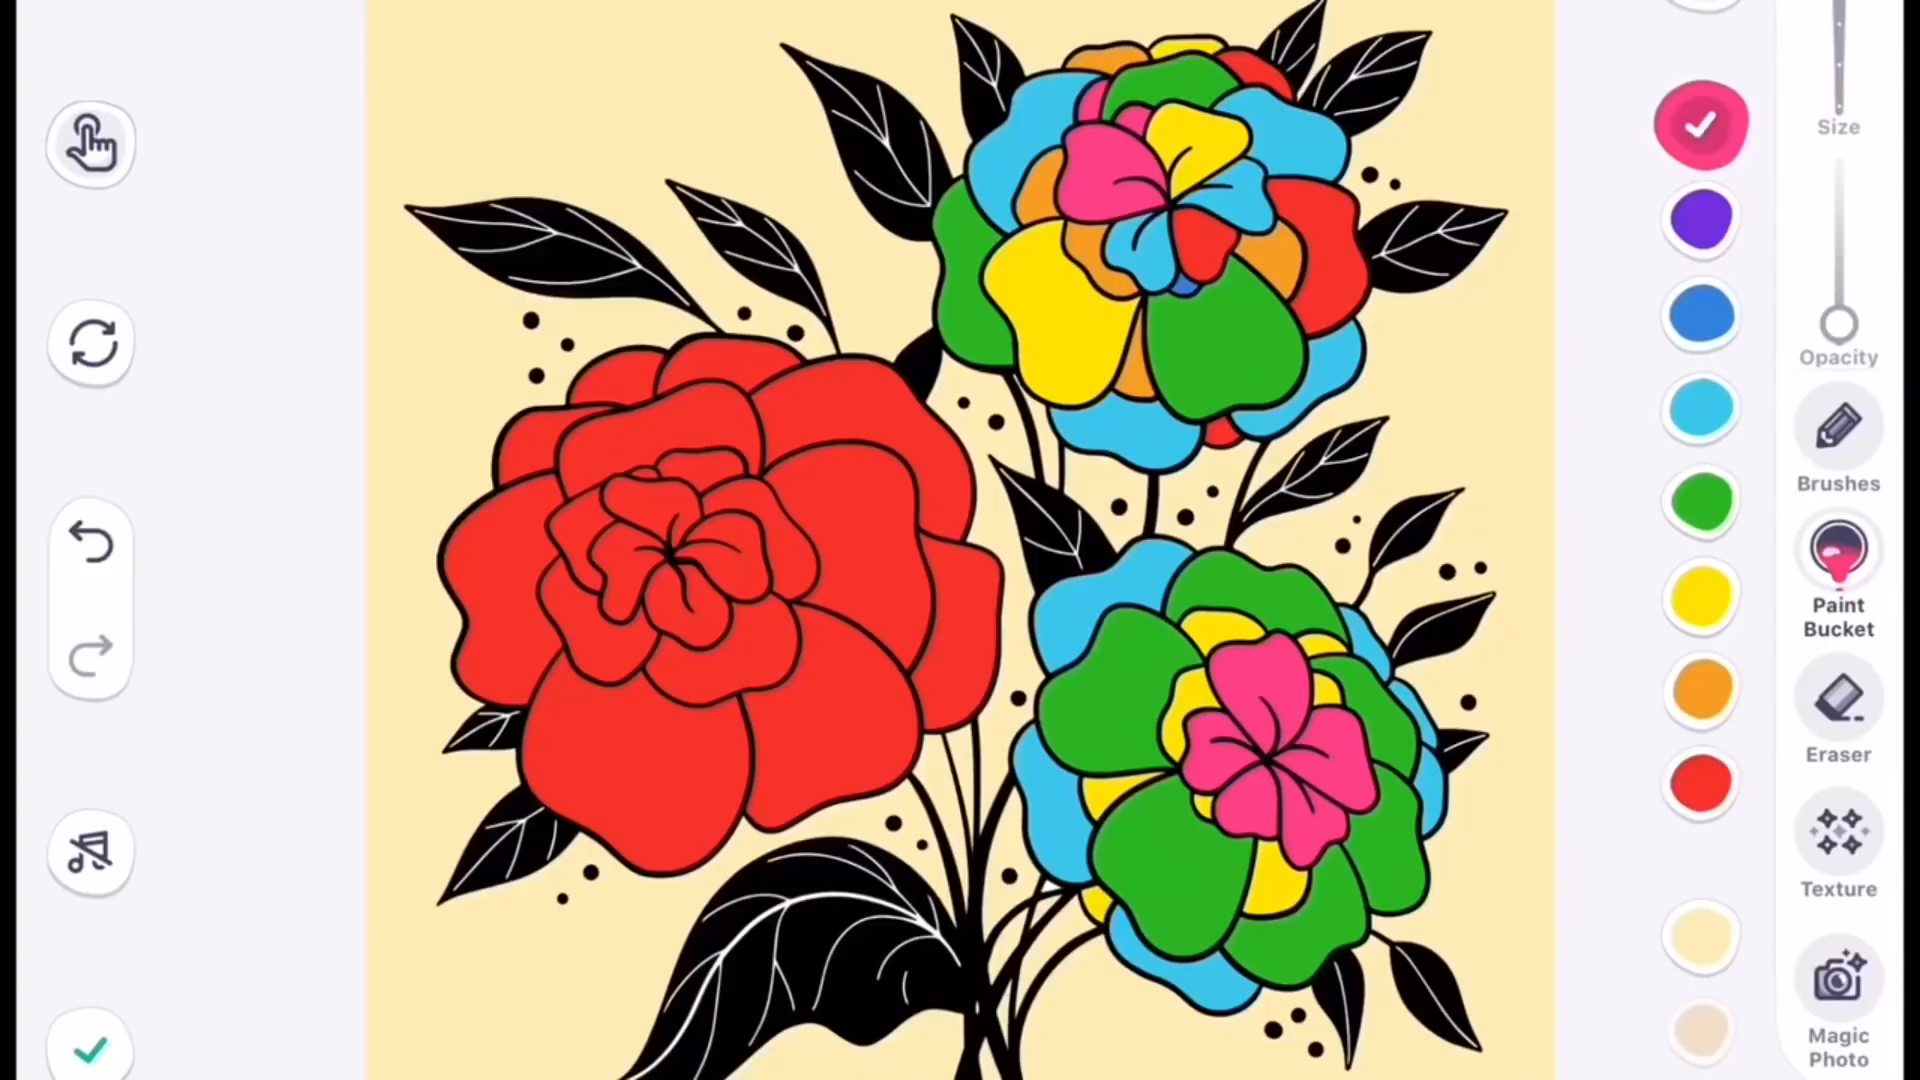 Size
Opacity
Brushes
Paint
Bucket
Eraser
Texture
Magic
Photo